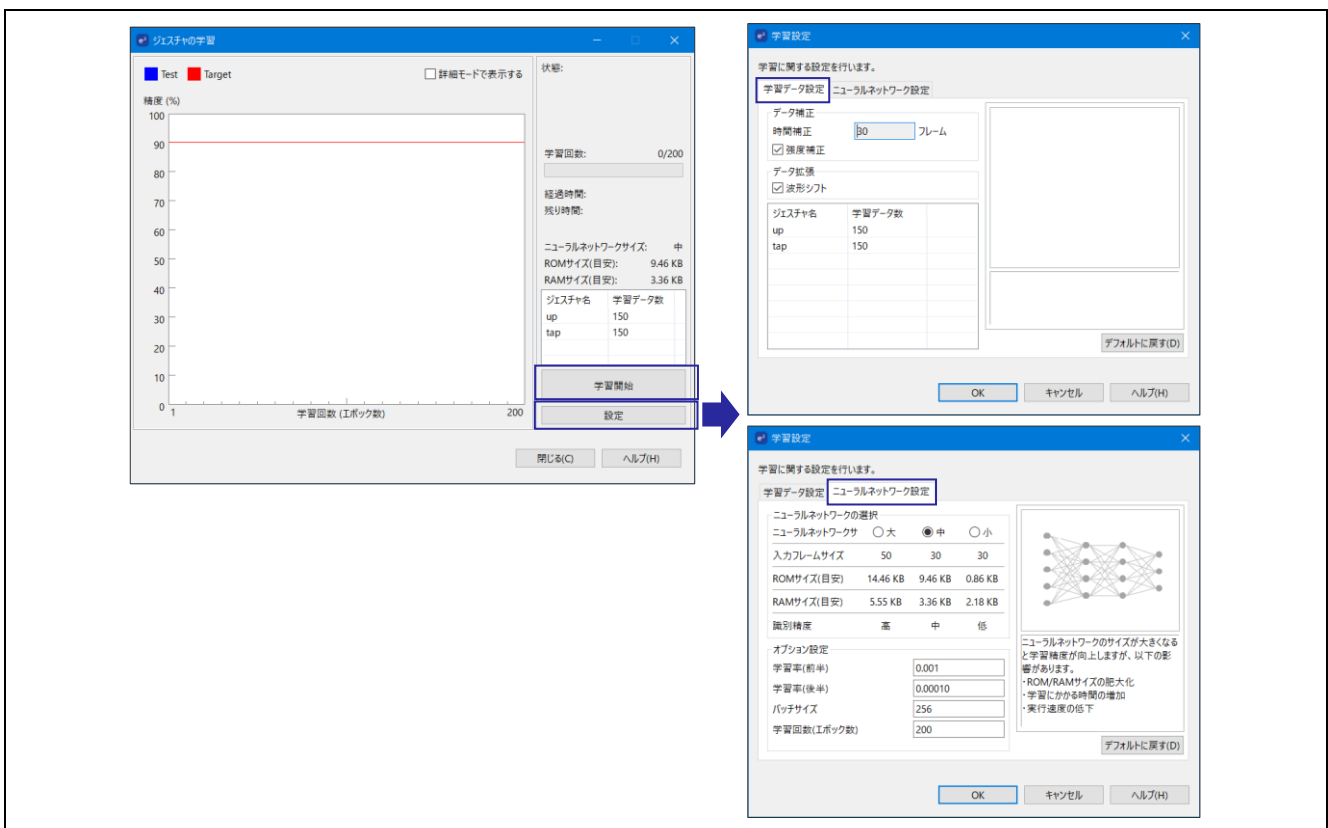 ジェスチャの学習
Test Target
詳細モードで表示する
精度 (%)
100
90
80
70
60
50
40
30
20
10
0
1
学習回数 (エポック数)
200
状態:
学習回数: 0/200
経過時間:
残り時間:
ニューラルネットワークサイズ: 中
ROMサイズ(目安): 9.46 KB
RAMサイズ(目安): 3.36 KB
ジェスチャ名 学習データ数
up 150
tap 150
学習開始
設定
閉じる(C) ヘルプ(H)
学習設定
学習に関する設定を行います。
学習データ設定 ニューラルネットワーク設定
データ補正
時間補正 30 フレーム
強度補正
データ拡張
波形シフト
ジェスチャ名 学習データ数
up 150
tap 150
デフォルトに戻す(D)
OK キャンセル ヘルプ(H)
学習設定
学習に関する設定を行います。
学習データ設定 ニューラルネットワーク設定
ニューラルネットワークの選択
ニューラルネットワークサ 大 中 小
入力フレームサイズ 50 30 30
ROMサイズ(目安) 14.46 KB 9.46 KB 0.86 KB
RAMサイズ(目安) 5.55 KB 3.36 KB 2.18 KB
識別精度 高 中 低
オプション設定
学習率(前半) 0.001
学習率(後半) 0.00010
バッチサイズ 256
学習回数(エポック数) 200
ニューラルネットワークのサイズが大きくなる
と学習精度が向上しますが、以下の影
響があります。
・ROM/RAMサイズの肥大化
・学習にかかる時間の増加
・実行速度の低下
デフォルトに戻す(D)
OK キャンセル ヘルプ(H)